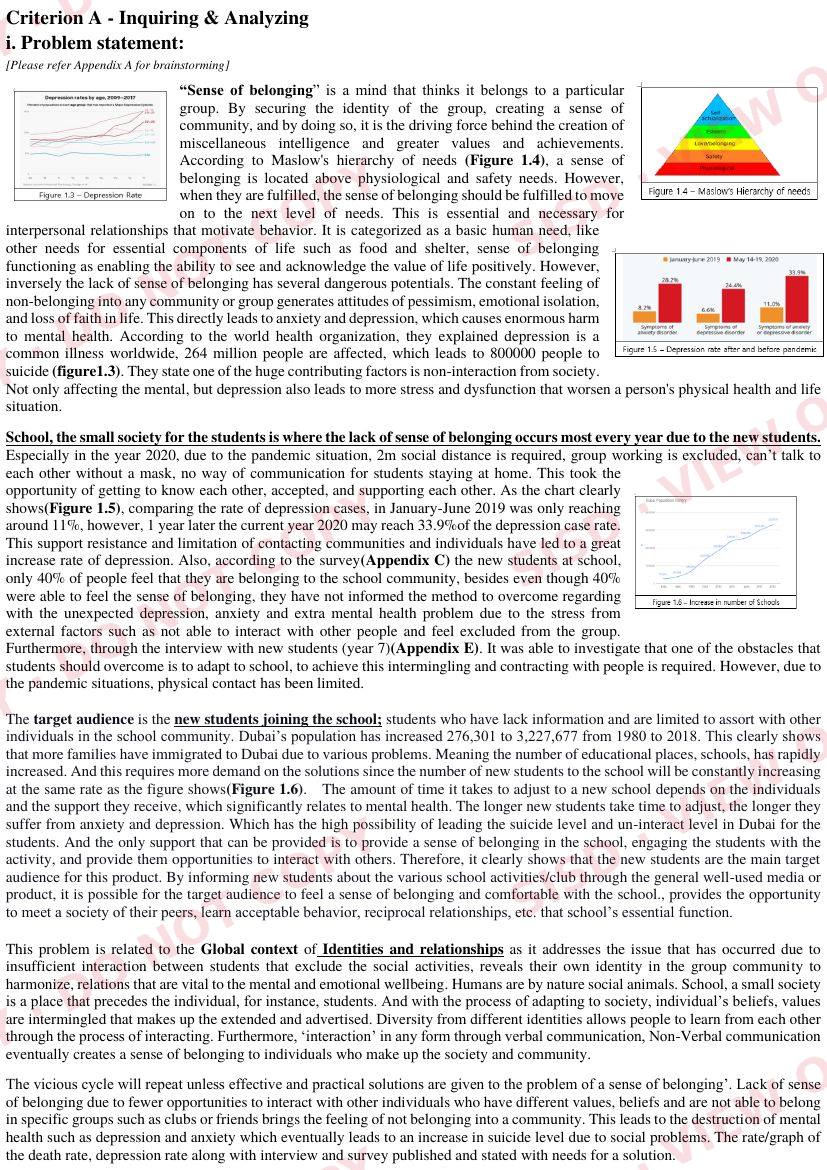 Criterion A - Inquiring & Analyzing
i. Problem statement:
[Please refer Appendix A for brainstorming]
“Sense of belonging” is a mind that thinks it belongs to a particular
group. By securing the identity of the group, creating a sense of
community, and by doing so, it is the driving force behind the creation of
miscellaneous intelligence and greater values and achievements.
According to Maslow's hierarchy of needs (Figure 1.4), a sense of
belonging is located above physiological and safety needs. However,
when they are fulfilled, the sense of belonging should be fulfilled to move
on to the next level of needs. This is essential and necessary for
interpersonal relationships that motivate behavior. It is categorized as a basic human need, like
other needs for essential components of life such as food and shelter, sense of belonging
functioning as enabling the ability to see and acknowledge the value of life positively. However,
inversely the lack of sense of belonging has several dangerous potentials. The constant feeling of
non-belonging into any community or group generates attitudes of pessimism, emotional isolation,
and loss of faith in life. This directly leads to anxiety and depression, which causes enormous harm
to mental health. According to the world health organization, they explained depression is a
common illness worldwide, 264 million people are affected, which leads to 800000 people to
suicide (figure1.3). They state one of the huge contributing factors is non-interaction from society.
Not only affecting the mental, but depression also leads to more stress and dysfunction that worsen a person's physical health and life
situation.
Depression rates by age, 2009–2017
Figure 1.3 – Depression Rate
Self
actualization
Esteem
Love/belonging
Safety
Physiological
Figure 1.4 – Maslow's Hierarchy of needs
January-June 2019 May 14-19, 2020
8.2% 28.2% 6.6% 24.4% 11.0% 33.9%
Symptoms of anxiety disorder
Symptoms of depressive disorder
Symptoms of anxiety or depressive disorder
Figure 1.5 – Depression rate after and before pandemic
School, the small society for the students is where the lack of sense of belonging occurs most every year due to the new students.
Especially in the year 2020, due to the pandemic situation, 2m social distance is required, group working is excluded, can’t talk to
each other without a mask, no way of communication for students staying at home. This took the
opportunity of getting to know each other, accepted, and supporting each other. As the chart clearly
shows(Figure 1.5), comparing the rate of depression cases, in January-June 2019 was only reaching
around 11%, however, 1 year later the current year 2020 may reach 33.9%of the depression case rate.
This support resistance and limitation of contacting communities and individuals have led to a great
increase rate of depression. Also, according to the survey(Appendix C) the new students at school,
only 40% of people feel that they are belonging to the school community, besides even though 40%
were able to feel the sense of belonging, they have not informed the method to overcome regarding
with the unexpected depression, anxiety and extra mental health problem due to the stress from
external factors such as not able to interact with other people and feel excluded from the group.
Furthermore, through the interview with new students (year 7)(Appendix E). It was able to investigate that one of the obstacles that
students should overcome is to adapt to school, to achieve this intermingling and contracting with people is required. However, due to
the pandemic situations, physical contact has been limited.
Figure 1.6 – Increase in number of Schools
The target audience is the new students joining the school; students who have lack information and are limited to assort with other
individuals in the school community. Dubai’s population has increased 276,301 to 3,227,677 from 1980 to 2018. This clearly shows
that more families have immigrated to Dubai due to various problems. Meaning the number of educational places, schools, has rapidly
increased. And this requires more demand on the solutions since the number of new students to the school will be constantly increasing
at the same rate as the figure shows(Figure 1.6). The amount of time it takes to adjust to a new school depends on the individuals
and the support they receive, which significantly relates to mental health. The longer new students take time to adjust, the longer they
suffer from anxiety and depression. Which has the high possibility of leading the suicide level and un-interact level in Dubai for the
students. And the only support that can be provided is to provide a sense of belonging in the school, engaging the students with the
activity, and provide them opportunities to interact with others. Therefore, it clearly shows that the new students are the main target
audience for this product. By informing new students about the various school activities/club through the general well-used media or
product, it is possible for the target audience to feel a sense of belonging and comfortable with the school., provides the opportunity
to meet a society of their peers, learn acceptable behavior, reciprocal relationships, etc. that school’s essential function.
This problem is related to the Global context of Identities and relationships as it addresses the issue that has occurred due to
insufficient interaction between students that exclude the social activities, reveals their own identity in the group community to
harmonize, relations that are vital to the mental and emotional wellbeing. Humans are by nature social animals. School, a small society
is a place that precedes the individual, for instance, students. And with the process of adapting to society, individual’s beliefs, values
are intermingled that makes up the extended and advertised. Diversity from different identities allows people to learn from each other
through the process of interacting. Furthermore, ‘interaction’ in any form through verbal communication, Non-Verbal communication
eventually creates a sense of belonging to individuals who make up the society and community.
The vicious cycle will repeat unless effective and practical solutions are given to the problem of a sense of belonging’. Lack of sense
of belonging due to fewer opportunities to interact with other individuals who have different values, beliefs and are not able to belong
in specific groups such as clubs or friends brings the feeling of not belonging into a community. This leads to the destruction of mental
health such as depression and anxiety which eventually leads to an increase in suicide level due to social problems. The rate/graph of
the death rate, depression rate along with interview and survey published and stated with needs for a solution.